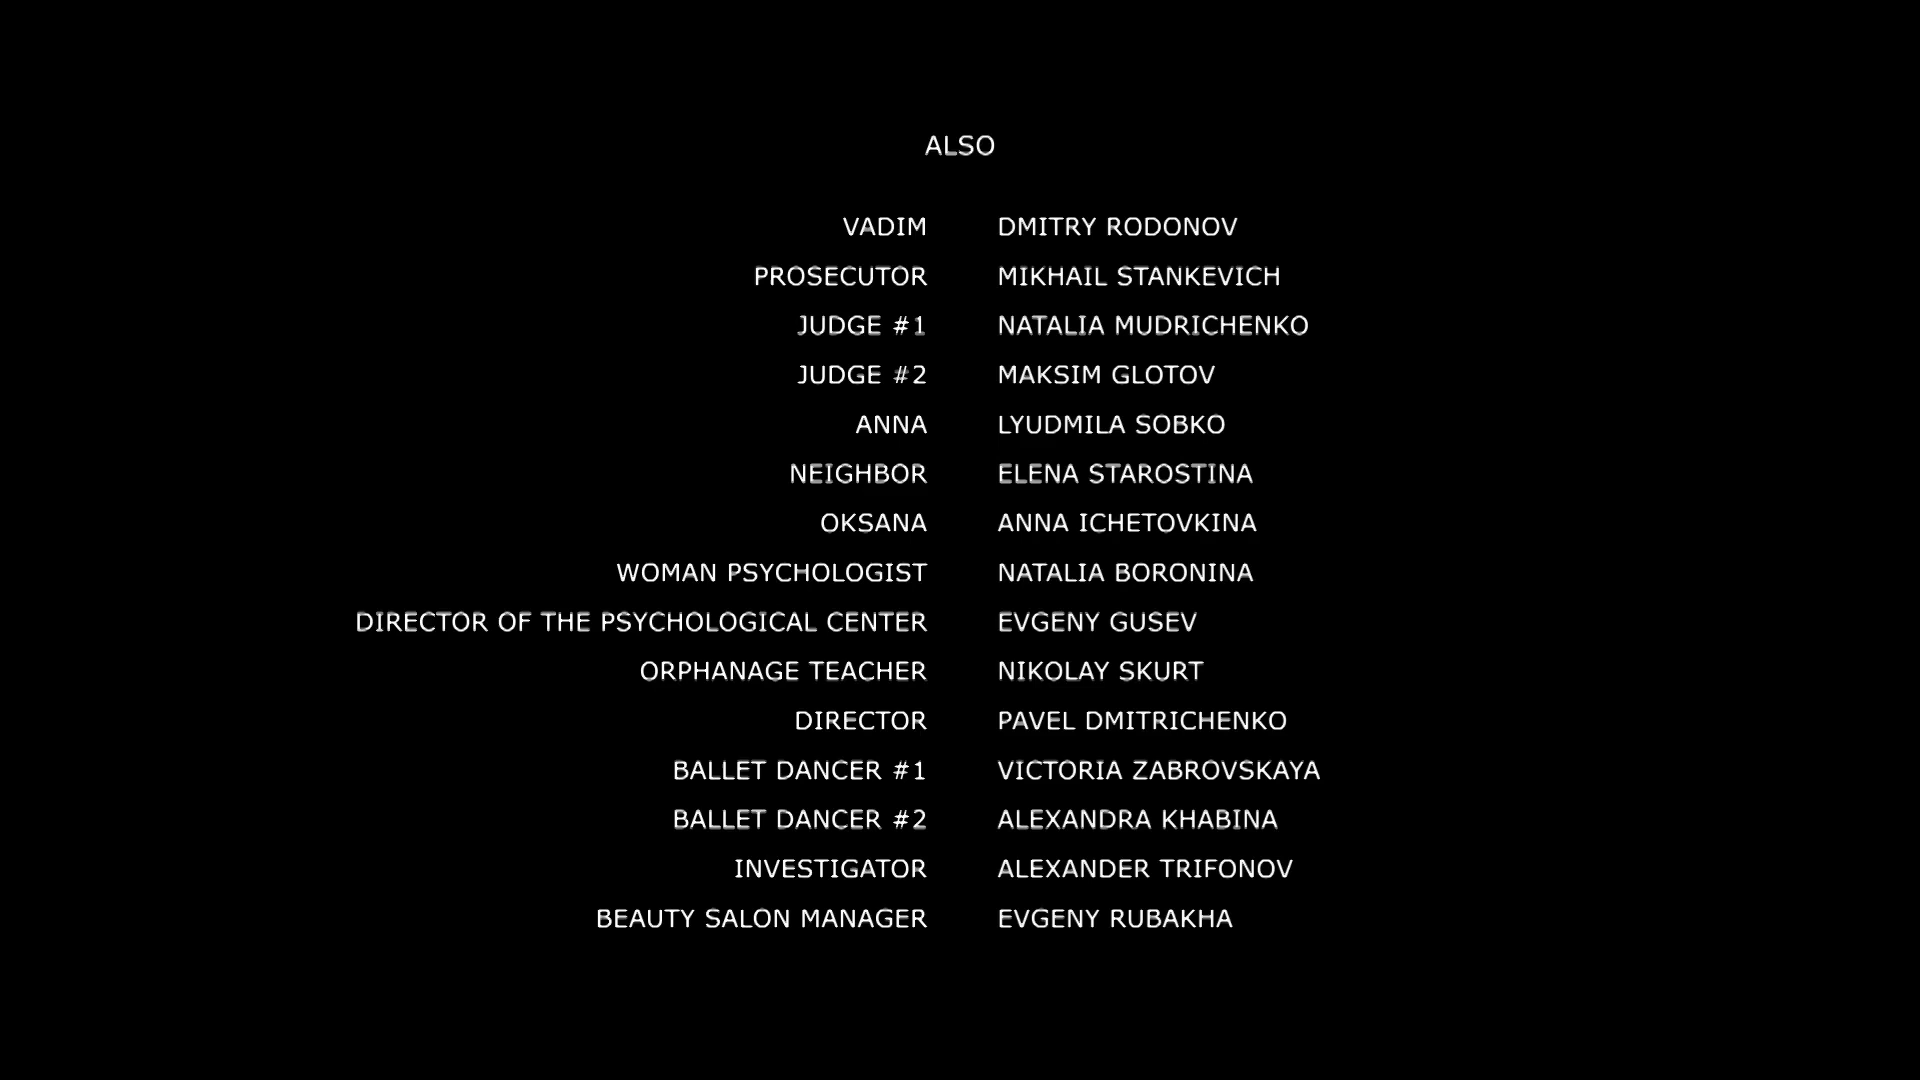 ALSO
VADIM DMITRY RODONOV
PROSECUTOR MIKHAIL STANKEVICH
JUDGE #1 NATALIA MUDRICHENKO
JUDGE #2 MAKSIM GLOTOV
ANNA LYUDMILA SOBKO
NEIGHBOR ELENA STAROSTINA
OKSANA ANNA ICHETOVKINA
WOMAN PSYCHOLOGIST NATALIA BORONINA
DIRECTOR OF THE PSYCHOLOGICAL CENTER EVGENY GUSEV
ORPHANAGE TEACHER NIKOLAY SKURT
DIRECTOR PAVEL DMITRICHENKO
BALLET DANCER #1 VICTORIA ZABROVSKAYA
BALLET DANCER #2 ALEXANDRA KHABINA
INVESTIGATOR ALEXANDER TRIFONOV
BEAUTY SALON MANAGER EVGENY RUBAKHA